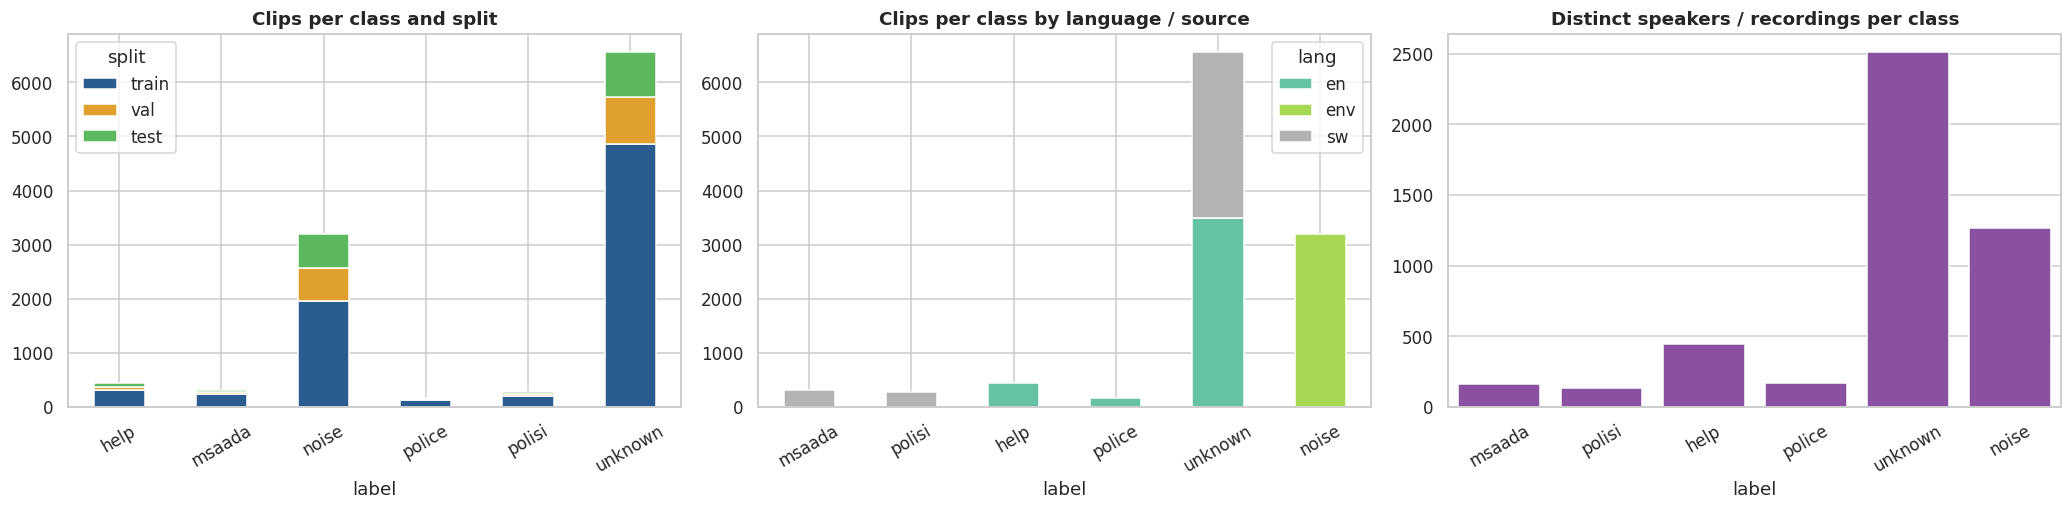 Clips per class and split
split
train
val
test
6000
5000
4000
3000
2000
1000
0
help
msaada
noise
police
polisi
unknown
label
Clips per class by language / source
lang
en
env
sw
6000
5000
4000
3000
2000
1000
0
msaada
polisi
help
police
unknown
noise
label
Distinct speakers / recordings per class
2500
2000
1500
1000
500
0
msaada
polisi
help
police
unknown
noise
label